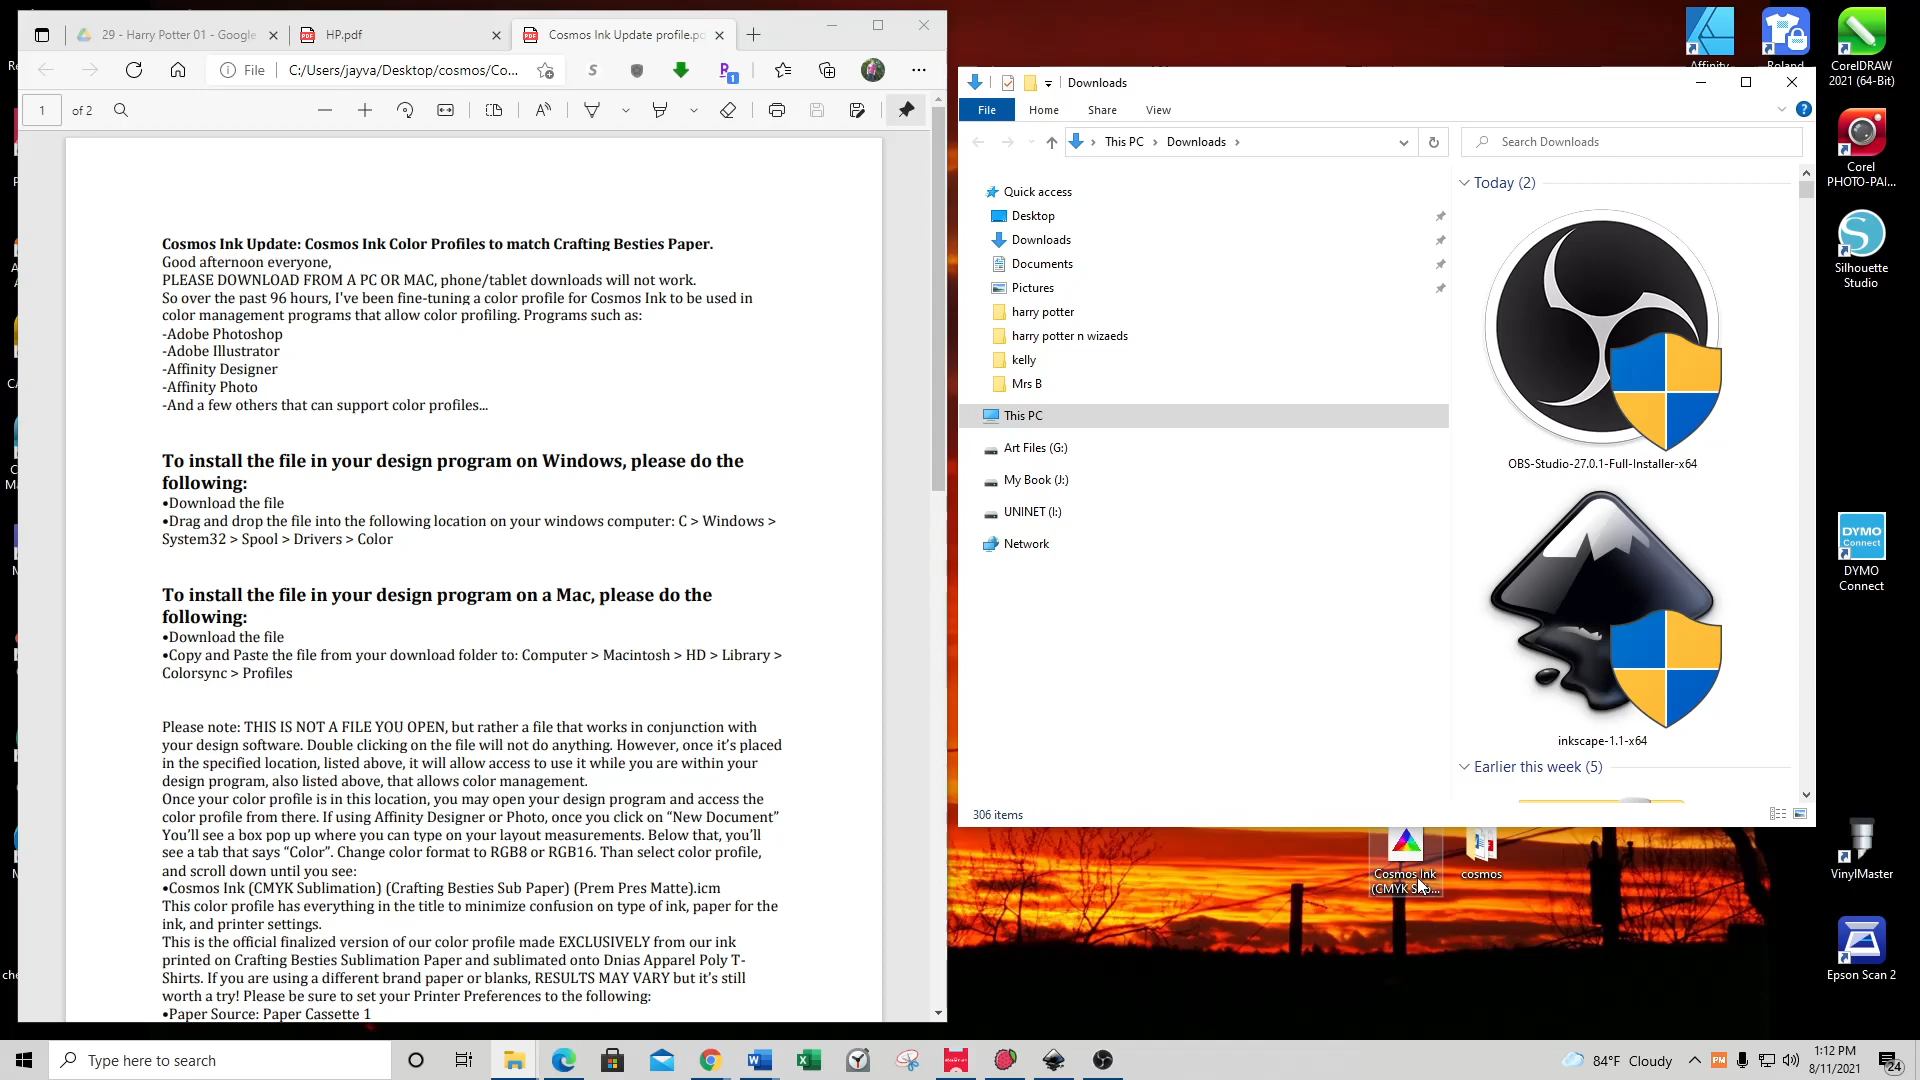 29 - Harry Potter 01 - Google
HP.pdf
Cosmos Ink Update profile.pd
File
C:/Users/jayva/Desktop/cosmos/Co...
1
1
of 2
Cosmos Ink Update: Cosmos Ink Color Profiles to match Crafting Besties Paper.
Good afternoon everyone,
PLEASE DOWNLOAD FROM A PC OR MAC, phone/tablet downloads will not work.
So over the past 96 hours, I've been fine-tuning a color profile for Cosmos Ink to be used in
color management programs that allow color profiling. Programs such as:
-Adobe Photoshop
-Adobe Illustrator
-Affinity Designer
-Affinity Photo
-And a few others that can support color profiles...
To install the file in your design program on Windows, please do the
following:
•Download the file
•Drag and drop the file into the following location on your windows computer: C > Windows >
System32 > Spool > Drivers > Color
To install the file in your design program on a Mac, please do the
following:
•Download the file
•Copy and Paste the file from your download folder to: Computer > Macintosh > HD > Library >
Colorsync > Profiles
Please note: THIS IS NOT A FILE YOU OPEN, but rather a file that works in conjunction with
your design software. Double clicking on the file will not do anything. However, once it's placed
in the specified location, listed above, it will allow access to use it while you are within your
design program, also listed above, that allows color management.
Once your color profile is in this location, you may open your design program and access the
color profile from there. If using Affinity Designer or Photo, once you click on "New Document"
You'll see a box pop up where you can type on your layout measurements. Below that, you'll
see a tab that says "Color". Change color format to RGB8 or RGB16. Than select color profile,
and scroll down until you see:
•Cosmos Ink (CMYK Sublimation) (Crafting Besties Sub Paper) (Prem Pres Matte).icm
This color profile has everything in the title to minimize confusion on type of ink, paper for the
ink, and printer settings.
This is the official finalized version of our color profile made EXCLUSIVELY from our ink
printed on Crafting Besties Sublimation Paper and sublimated onto Dnias Apparel Poly T-
Shirts. If you are using a different brand paper or blanks, RESULTS MAY VARY but it's still
worth a try! Please be sure to set your Printer Preferences to the following:
•Paper Source: Paper Cassette 1
Downloads
File
Home
Share
View
This PC
Downloads
Search Downloads
Quick access
Desktop
Downloads
Documents
Pictures
harry potter
harry potter n wizaeds
kelly
Mrs B
This PC
Art Files (G:)
My Book (J:)
UNINET (I:)
Network
Today (2)
OBS-Studio-27.0.1-Full-Installer-x64
inkscape-1.1-x64
Earlier this week (5)
306 items
Cosmos Ink
(CMYK Sub...
cosmos
Affinity
Roland
CorelDRAW
2021 (64-Bit)
Corel
PHOTO-PAI...
Silhouette
Studio
DYMO
Connect
DYMO
Connect
VinylMaster
Epson Scan 2
Type here to search
84°F Cloudy
1:12 PM
8/11/2021
24